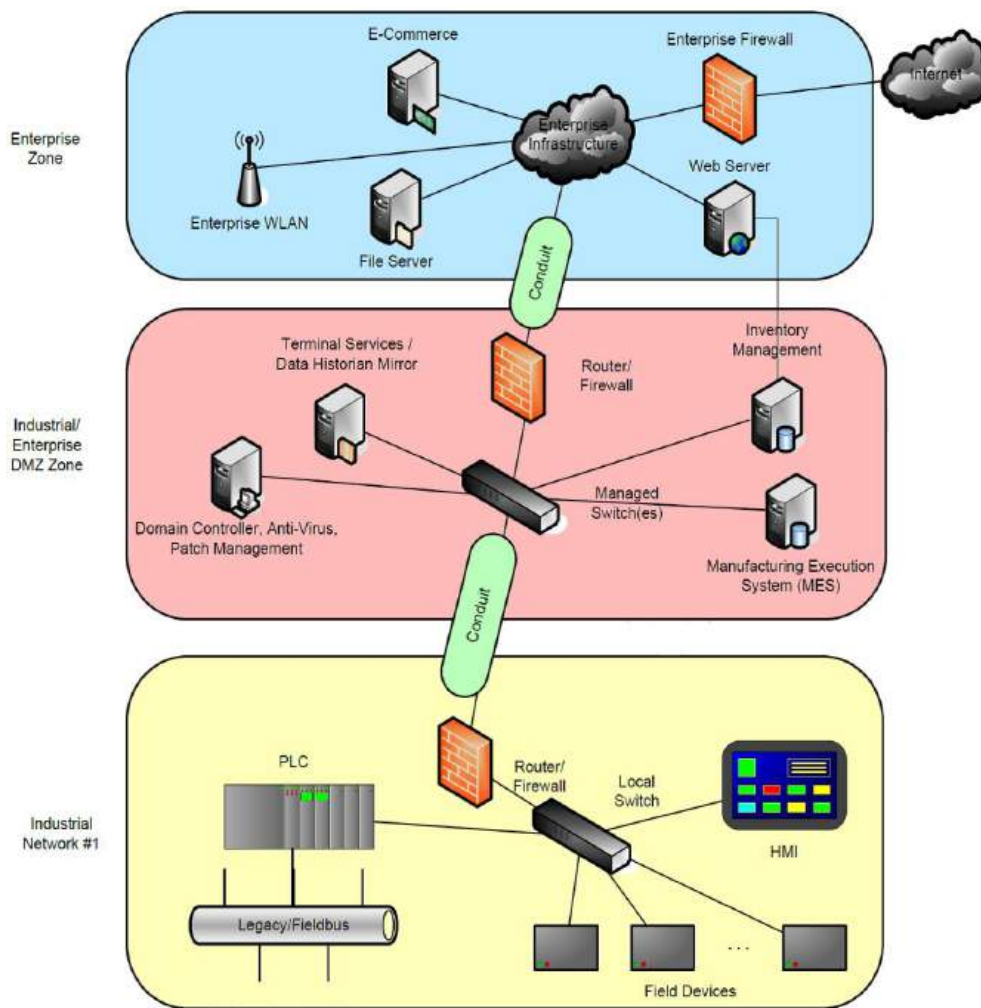 E-Commerce
Enterprise Firewall
Internet
Enterprise
Zone
Enterprise
Infrastructure
Web Server
Enterprise WLAN
File Server
Conduit
Terminal Services /
Data Historian Mirror
Router/
Firewall
Inventory
Management
Industrial/
Enterprise
DMZ Zone
Managed
Switch(es)
Domain Controller, Anti-Virus,
Patch Management
Manufacturing Execution
System (MES)
Conduit
PLC
Router/
Firewall
Local
Switch
HMI
Industrial
Network #1
Legacy/Fieldbus
. . .
Field Devices